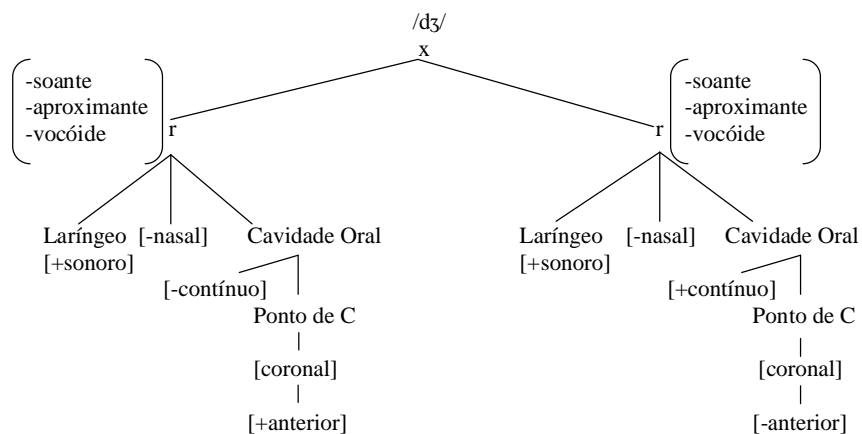 /dʒ/
x
-soante
-aproximante
-vocóide
r
r
-soante
-aproximante
-vocóide
Laríngeo [-nasal] Cavidade Oral
[+sonoro]
[-contínuo]
Ponto de C
[coronal]
[+anterior]
Laríngeo [-nasal] Cavidade Oral
[+sonoro]
[+contínuo]
Ponto de C
[coronal]
[-anterior]